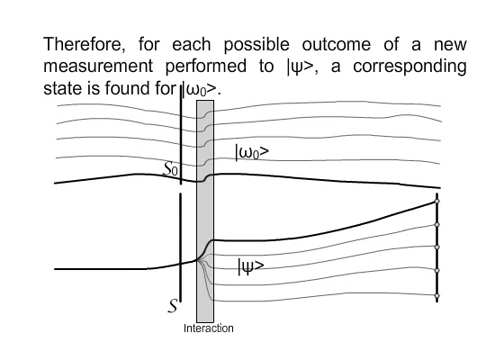 Therefore, for each possible outcome of a new
measurement performed to |ψ>, a corresponding
state is found for |ω₀>.
|ω₀>
S₀
|ψ>
S
Interaction